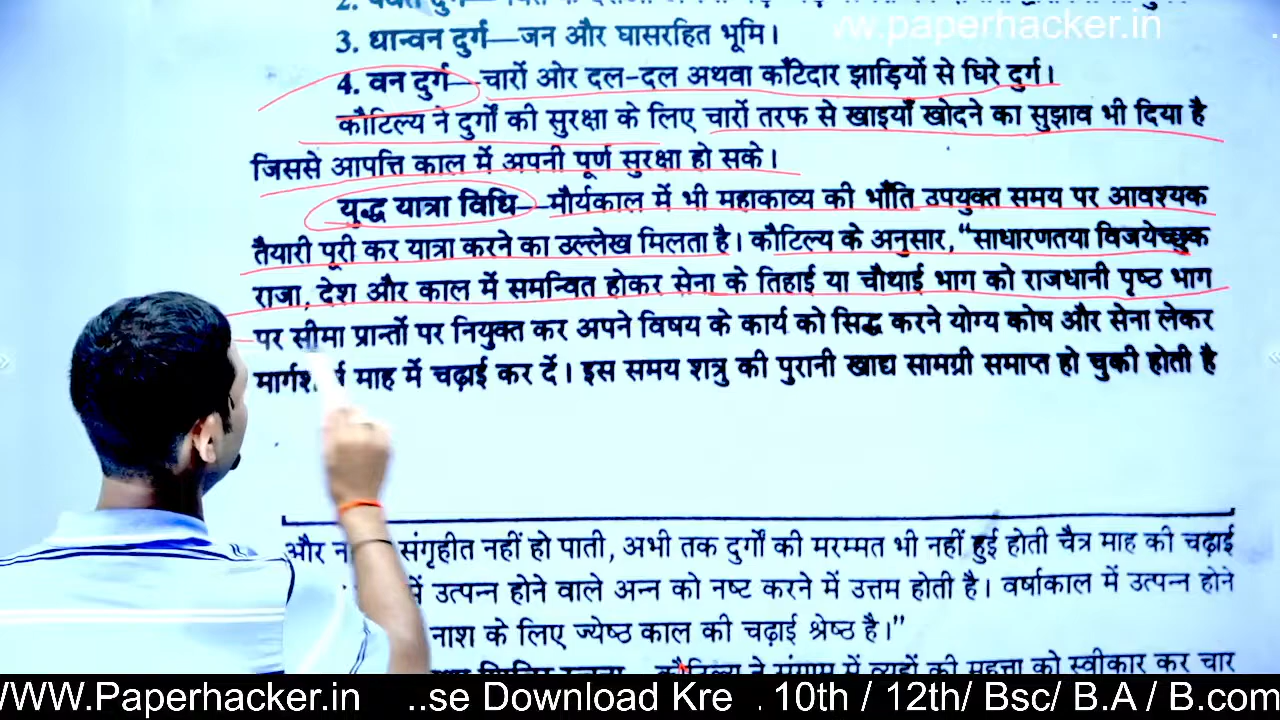 www.paperhacker.in
3. धान्वन दुर्ग—जन और घासरहित भूमि।
4. वन दुर्ग—चारों ओर दल-दल अथवा काँटेदार झाड़ियों से घिरे दुर्ग।
कौटिल्य ने दुर्गों की सुरक्षा के लिए चारों तरफ से खाइयाँ खोदने का सुझाव भी दिया है
जिससे आपत्ति काल में अपनी पूर्ण सुरक्षा हो सके।
युद्ध यात्रा विधि—मौर्यकाल में भी महाकाव्य की भाँति उपयुक्त समय पर आवश्यक
तैयारी पूरी कर यात्रा करने का उल्लेख मिलता है। कौटिल्य के अनुसार, “साधारणतया विजयेच्छुक
राजा, देश और काल में समन्वित होकर सेना के तिहाई या चौथाई भाग को राजधानी पृष्ठ भाग
पर सीमा प्रान्तों पर नियुक्त कर अपने विषय के कार्य को सिद्ध करने योग्य कोष और सेना लेकर
माह में चढ़ाई कर दें। इस समय शत्रु की पुरानी खाद्य सामग्री समाप्त हो चुकी होती है
और संगृहीत नहीं हो पाती, अभी तक दुर्गों की मरम्मत भी नहीं हुई होती चैत्र माह की चढ़ाई
में उत्पन्न होने वाले अन्न को नष्ट करने में उत्तम होती है। वर्षाकाल में उत्पन्न होने
नाश के लिए ज्येष्ठ काल की चढ़ाई श्रेष्ठ है।”
कौटिल्य ने संग्राम में व्यूहों की महत्ता को स्वीकार कर चार
WWW.Paperhacker.in ..se Download Kre . 10th / 12th/ Bsc/ B.A / B.com